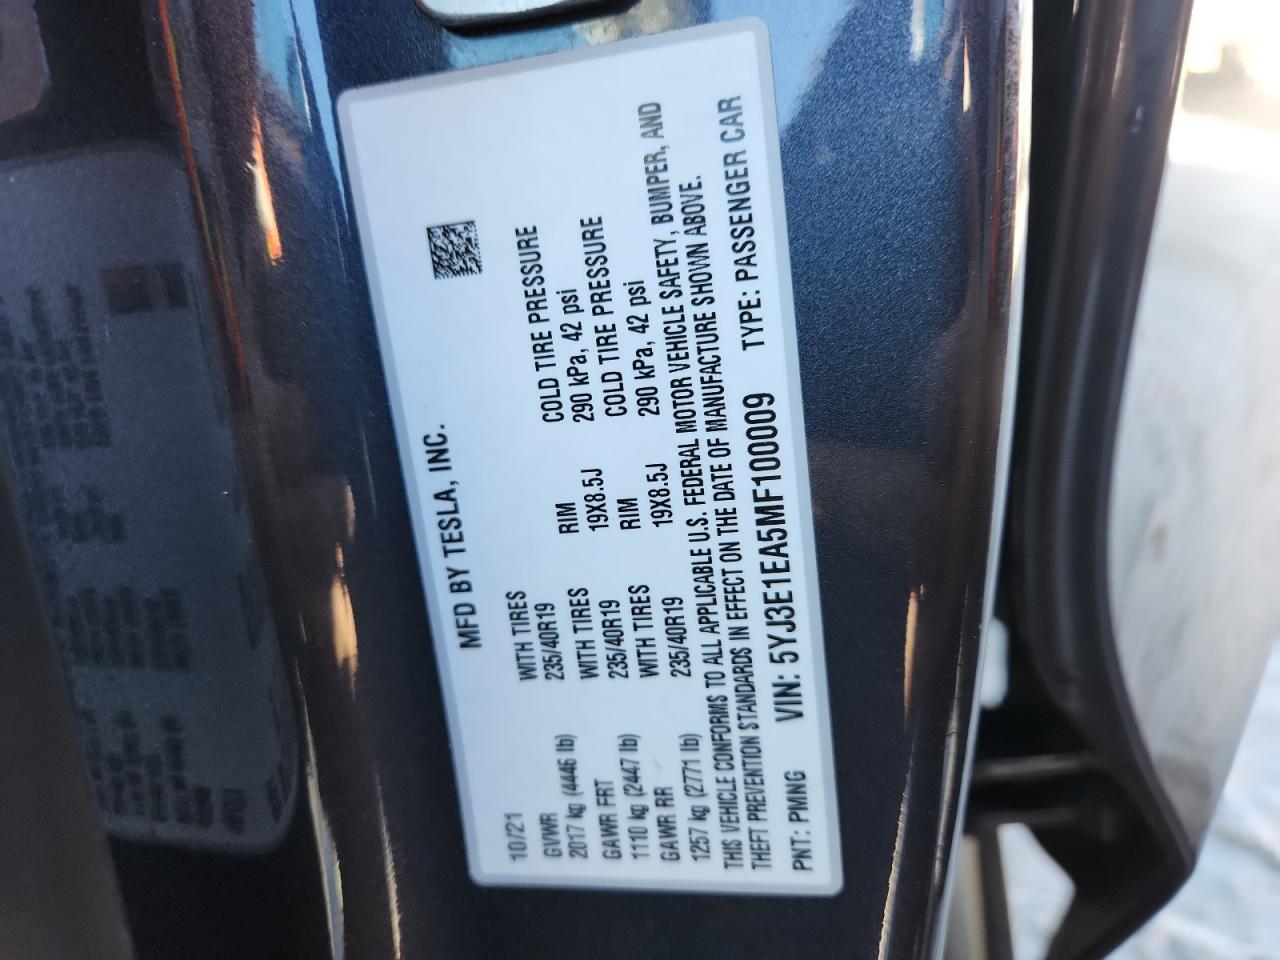 MFD BY TESLA, INC.
10/21
GVWR WITH TIRES RIM COLD TIRE PRESSURE
2017 kg (4446 lb) 235/40R19 19X8.5J 290 kPa, 42 psi
GAWR FRT WITH TIRES RIM COLD TIRE PRESSURE
1110 kg (2447 lb) 235/40R19 19X8.5J 290 kPa, 42 psi
GAWR RR WITH TIRES
1257 kg (2771 lb) 235/40R19
THIS VEHICLE CONFORMS TO ALL APPLICABLE U.S. FEDERAL MOTOR VEHICLE SAFETY, BUMPER, AND
THEFT PREVENTION STANDARDS IN EFFECT ON THE DATE OF MANUFACTURE SHOWN ABOVE.
PNT: PMNG VIN: 5YJ3E1EA5MF100009 TYPE: PASSENGER CAR